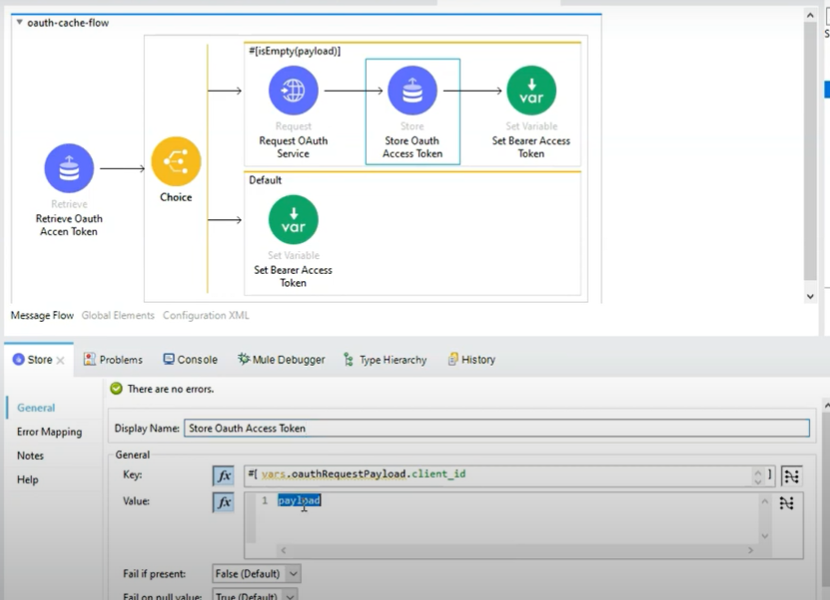 oauth-cache-flow
#[isEmpty(payload)]
Request
Request OAuth
Service
Store
Store Oauth
Access Token
var
Set Variable
Set Bearer Access
Token
Retrieve
Retrieve Oauth
Accen Token
Choice
Default
var
Set Variable
Set Bearer Access
Token
Message Flow Global Elements Configuration XML
Store Problems Console Mule Debugger Type Hierarchy History
There are no errors.
General
Error Mapping
Notes
Help
Display Name: Store Oauth Access Token
General
Key: fx #[ vars.oauthRequestPayload.client_id ]
Value: fx 1 payload
Fail if present: False (Default)
Fail on null value: True (Default)